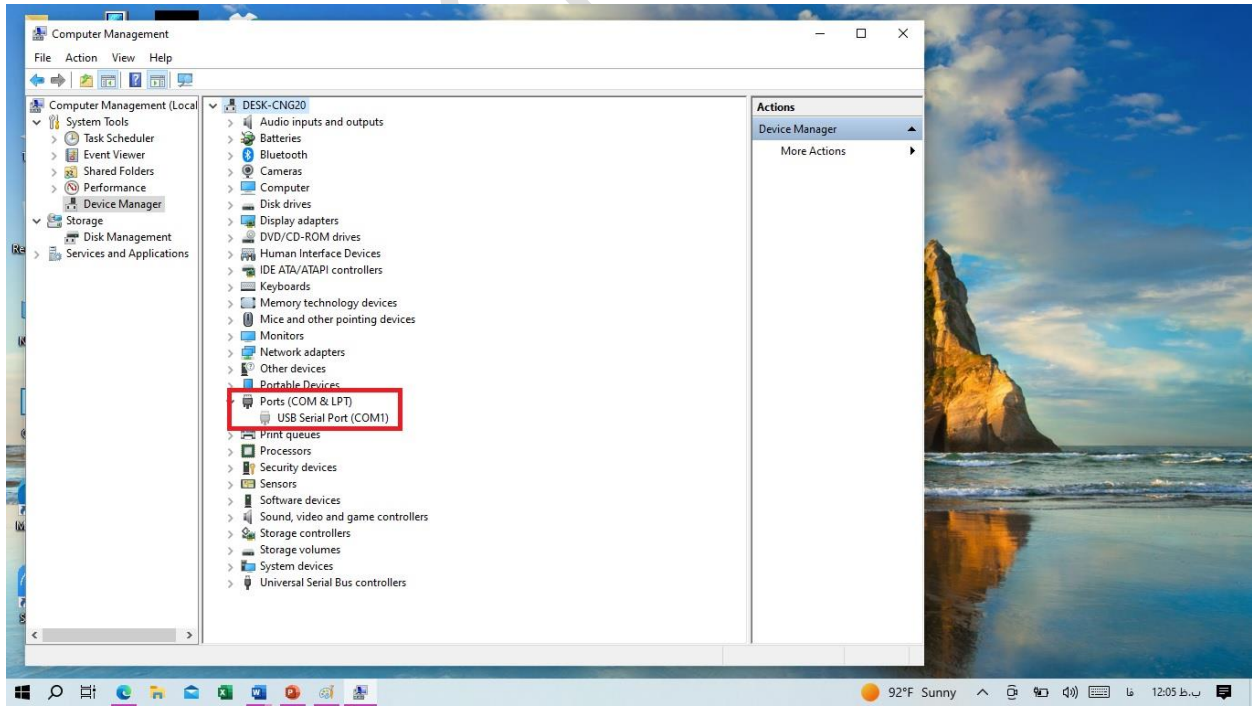 Computer Management
File Action View Help
Computer Management (Local
System Tools
Task Scheduler
Event Viewer
Shared Folders
Performance
Device Manager
Storage
Disk Management
Services and Applications
DESK-CNG20
Audio inputs and outputs
Batteries
Bluetooth
Cameras
Computer
Disk drives
Display adapters
DVD/CD-ROM drives
Human Interface Devices
IDE ATA/ATAPI controllers
Keyboards
Memory technology devices
Mice and other pointing devices
Monitors
Network adapters
Other devices
Portable Devices
Ports (COM & LPT)
USB Serial Port (COM1)
Print queues
Processors
Security devices
Sensors
Software devices
Sound, video and game controllers
Storage controllers
Storage volumes
System devices
Universal Serial Bus controllers
Actions
Device Manager
More Actions
92°F Sunny
فا
12:05 ب.ظ